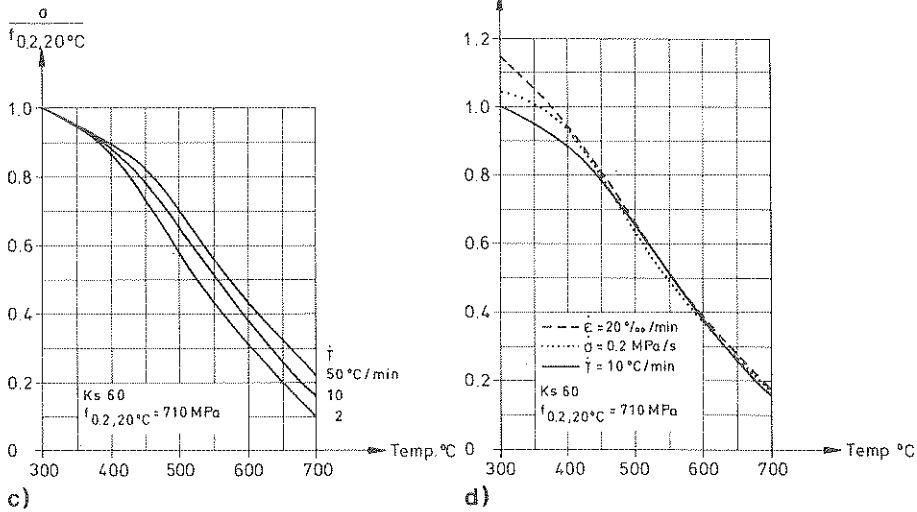 σ
f 0,2, 20 °C
1.0
0.8
0.6
0.4
0.2
0
Ṫ
50 °C/min
10
2
Ks 60
f 0.2, 20°C = 710 MPa
300 400 500 600 700
Temp. °C
c)
1.2
1.0
0.8
0.6
0.4
0.2
0
ε̇ = 20 ‰/min
σ̇ = 0.2 MPa/s
Ṫ = 10 °C/min
Ks 60
f 0.2, 20°C = 710 MPa
300 400 500 600 700
Temp °C
d)